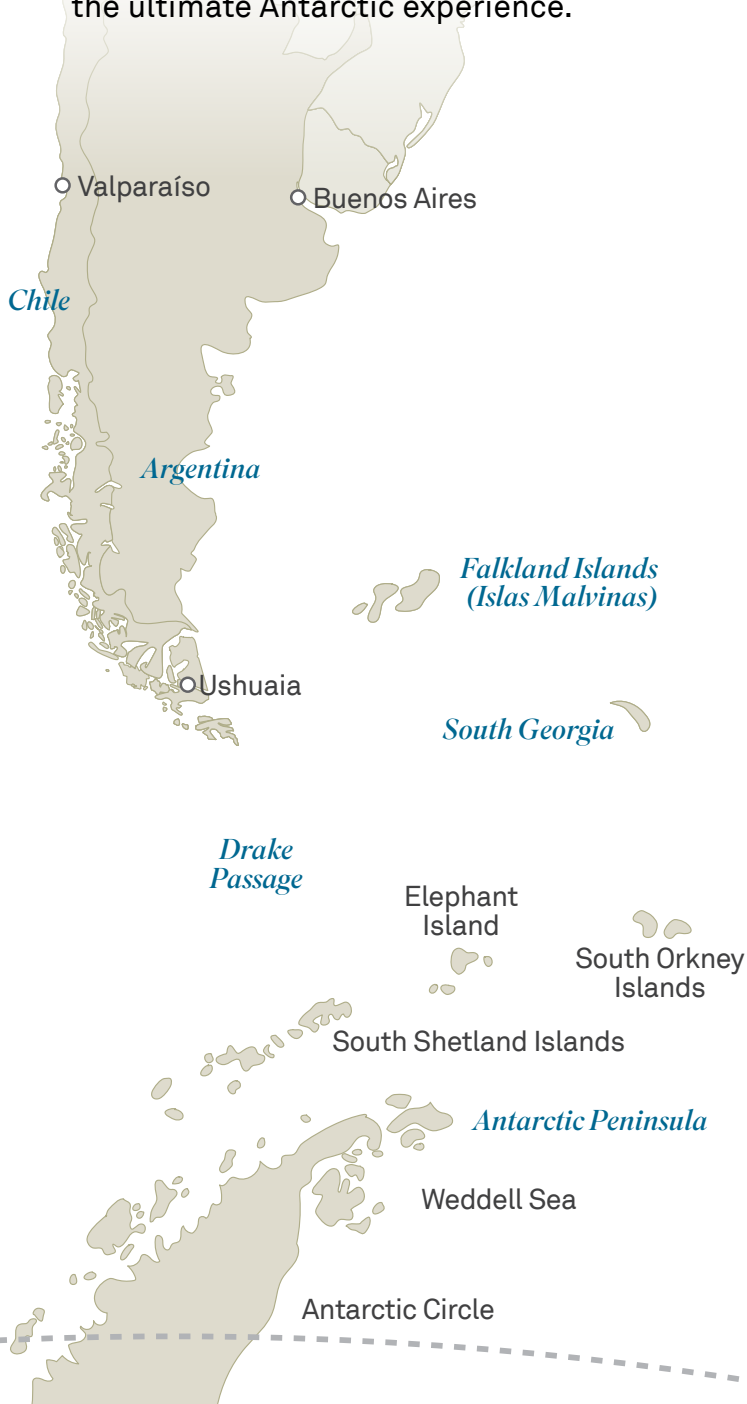 the ultimate Antarctic experience.
Valparaíso
Buenos Aires
Chile
Argentina
Falkland Islands
(Islas Malvinas)
Ushuaia
South Georgia
Drake
Passage
Elephant
Island
South Orkney
Islands
South Shetland Islands
Antarctic Peninsula
Weddell Sea
Antarctic Circle